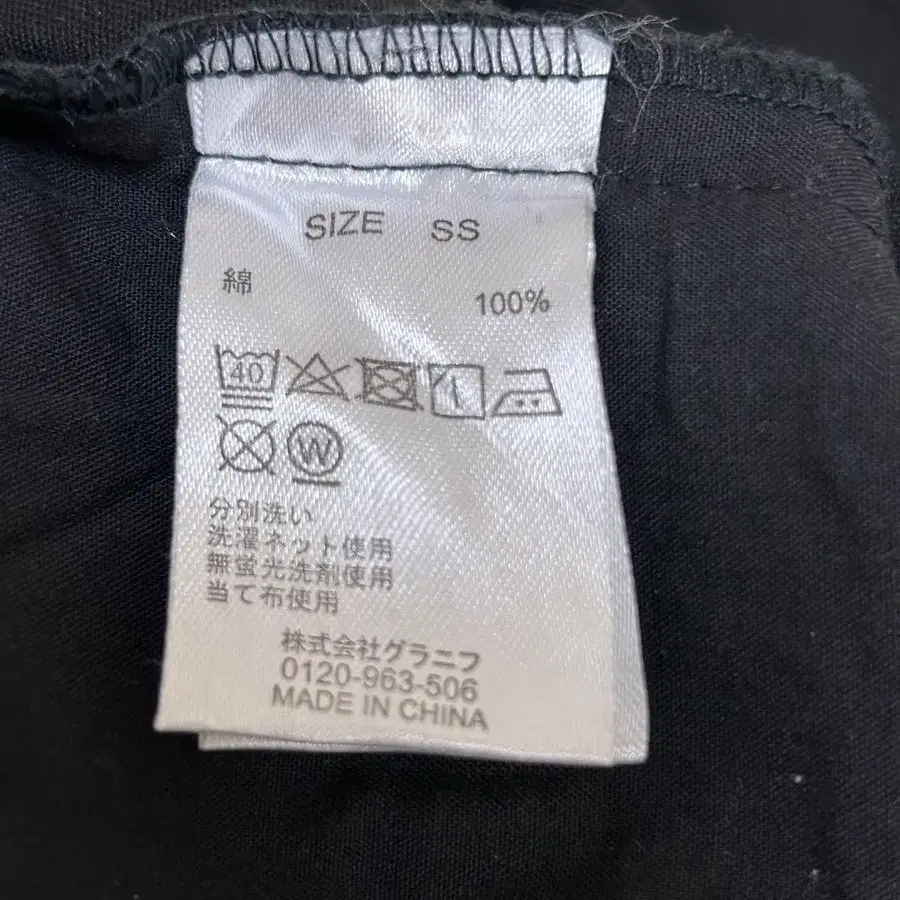 SIZE SS
綿 100%
40
W
分別洗い
洗濯ネット使用
無蛍光洗剤使用
当て布使用
株式会社グラニフ
0120-963-506
MADE IN CHINA